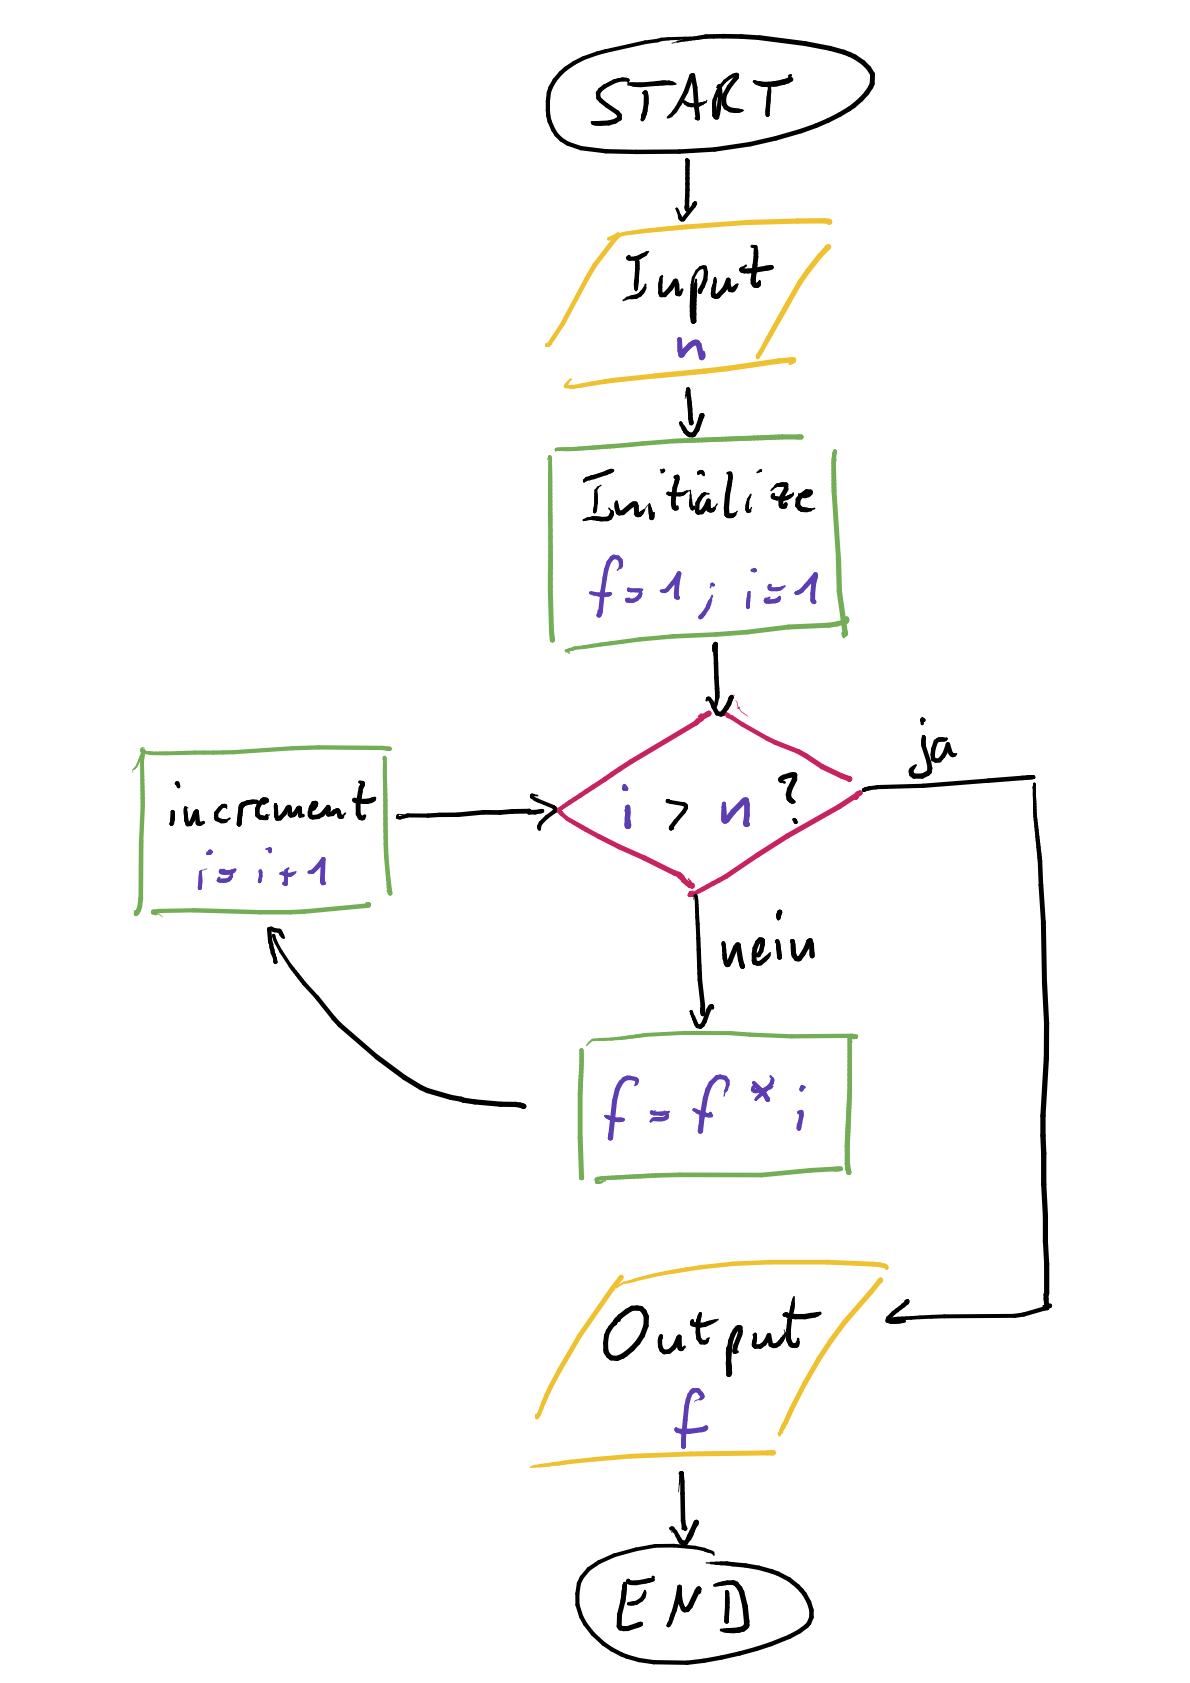 START
Input
n
Initialize
f=1; i=1
i > n?
ja
increment
i=i+1
nein
f=f*i
Output
f
END